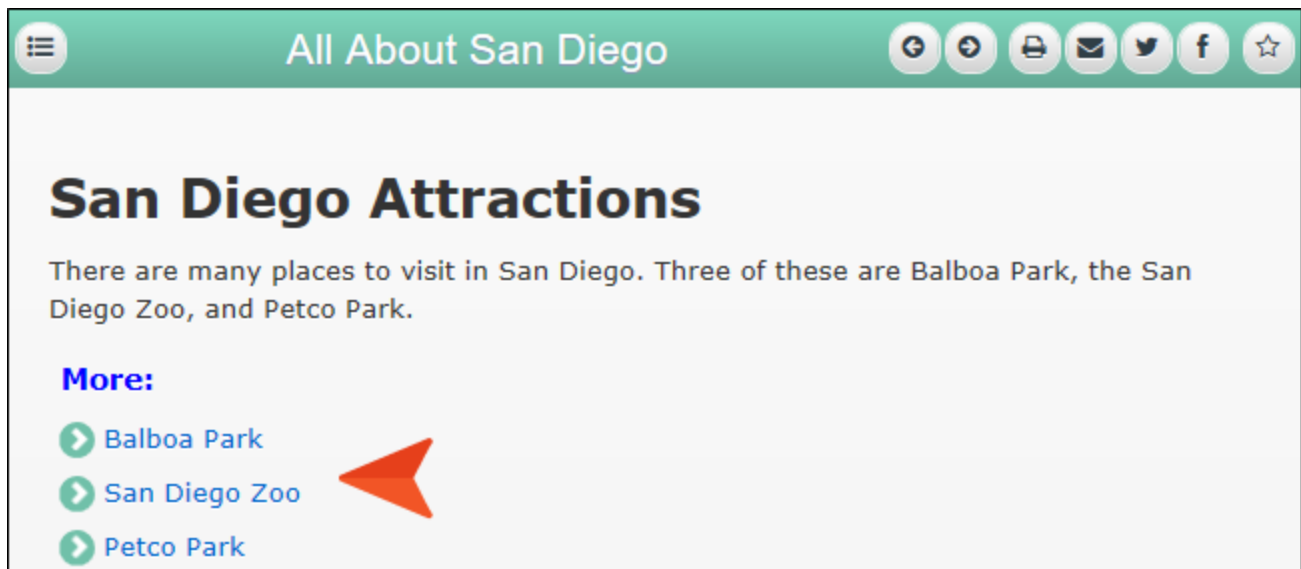 All About San Diego
San Diego Attractions
There are many places to visit in San Diego. Three of these are Balboa Park, the San
Diego Zoo, and Petco Park.
More:
Balboa Park
San Diego Zoo
Petco Park